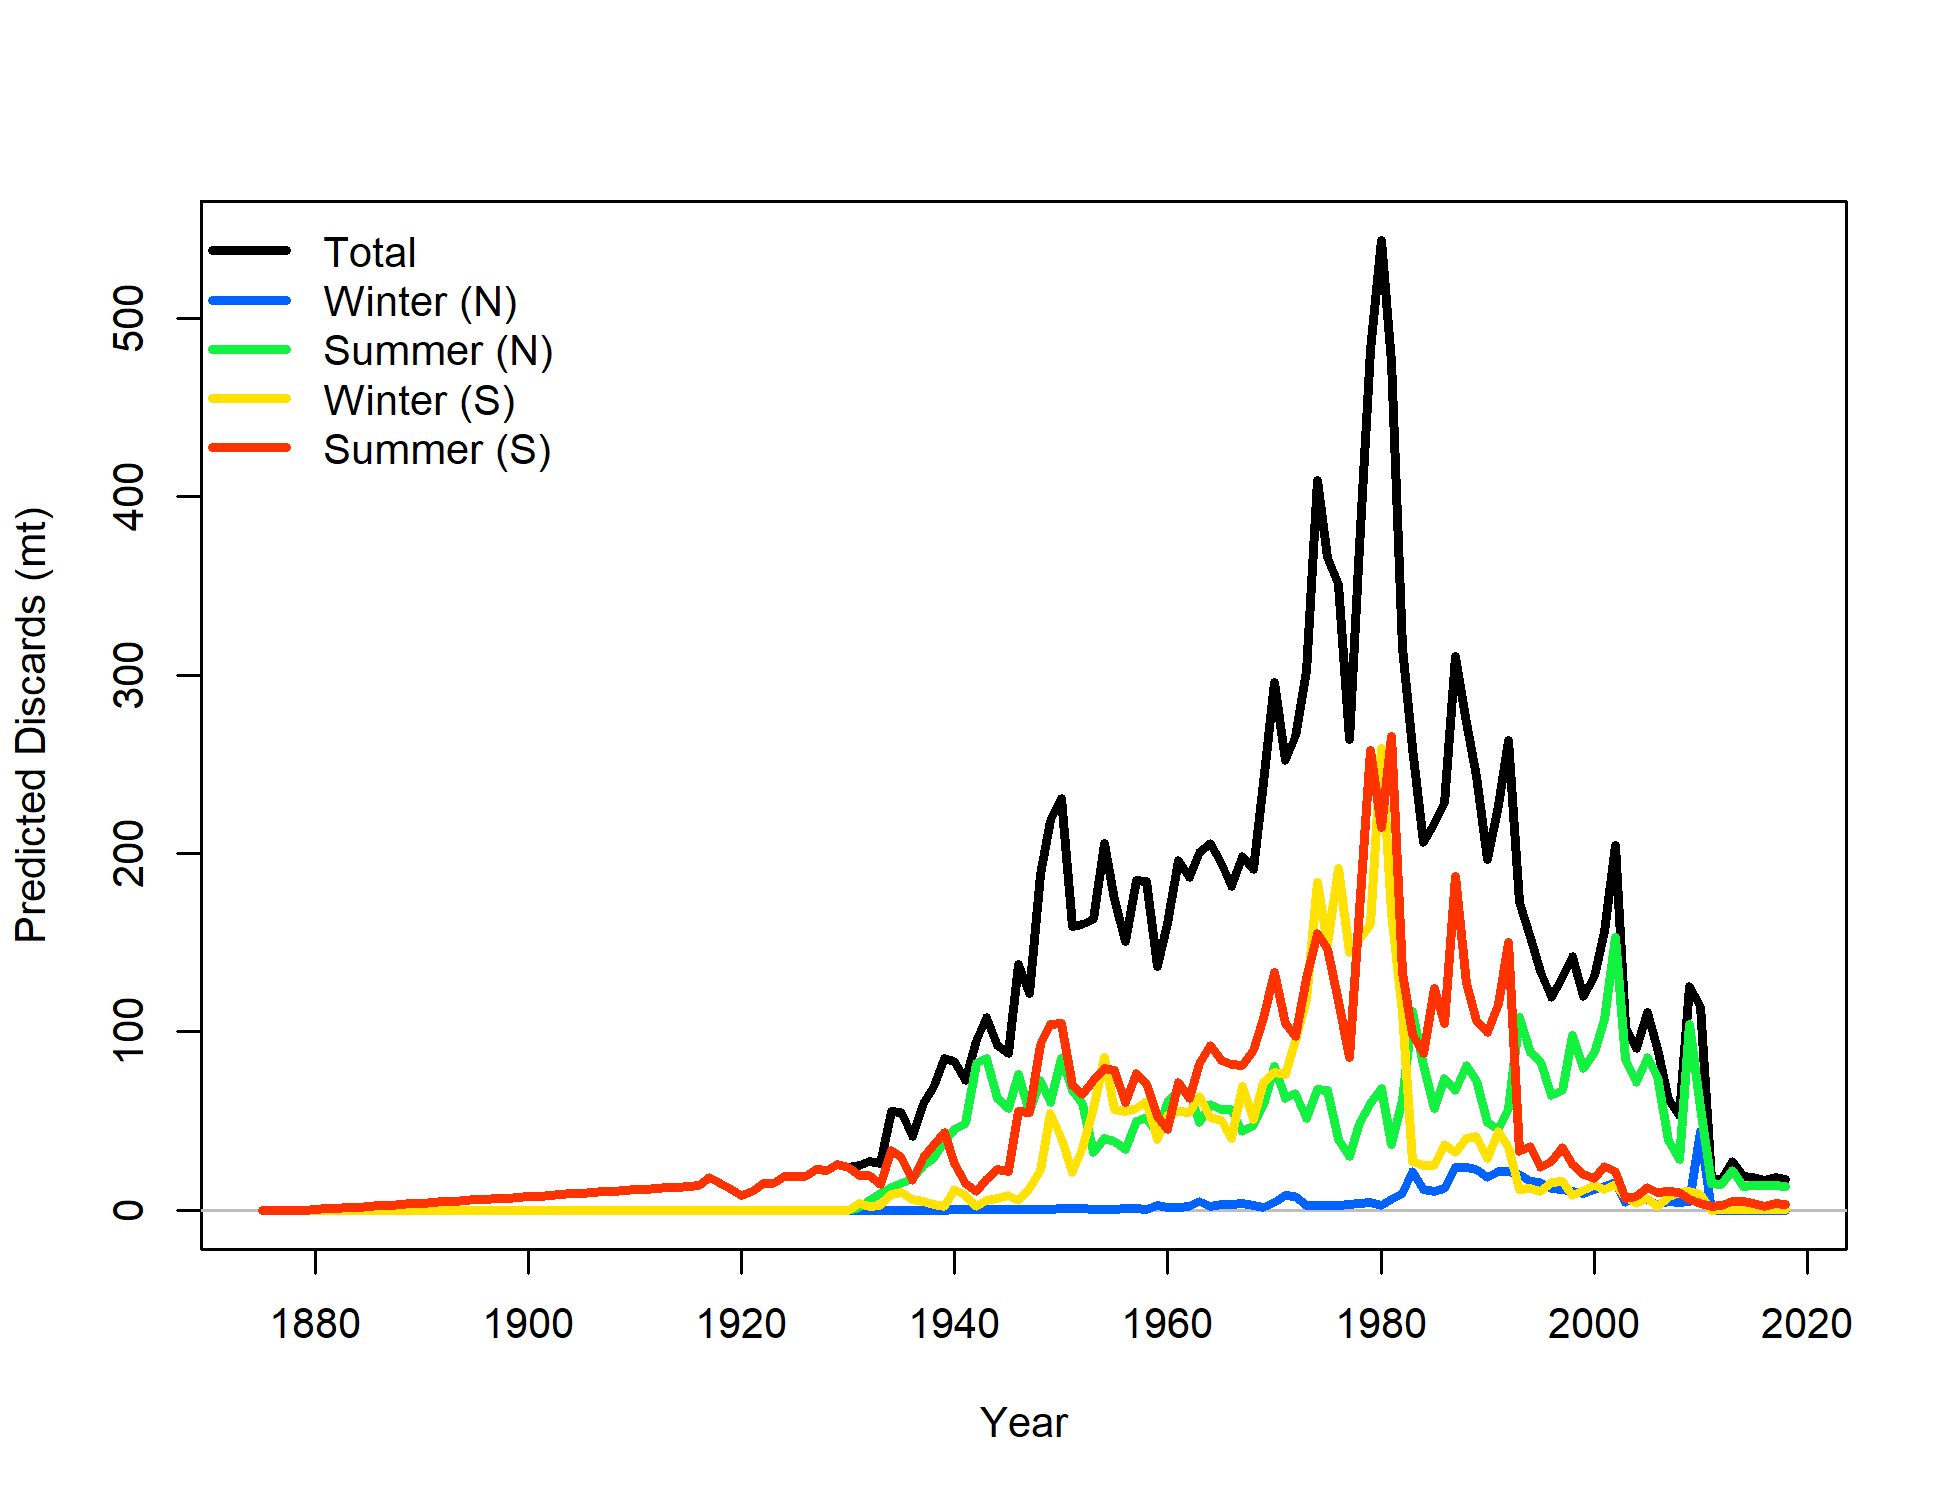 Total
Winter (N)
Summer (N)
Winter (S)
Summer (S)
Predicted Discards (mt)
500
400
300
200
100
0
1880 1900 1920 1940 1960 1980 2000 2020
Year